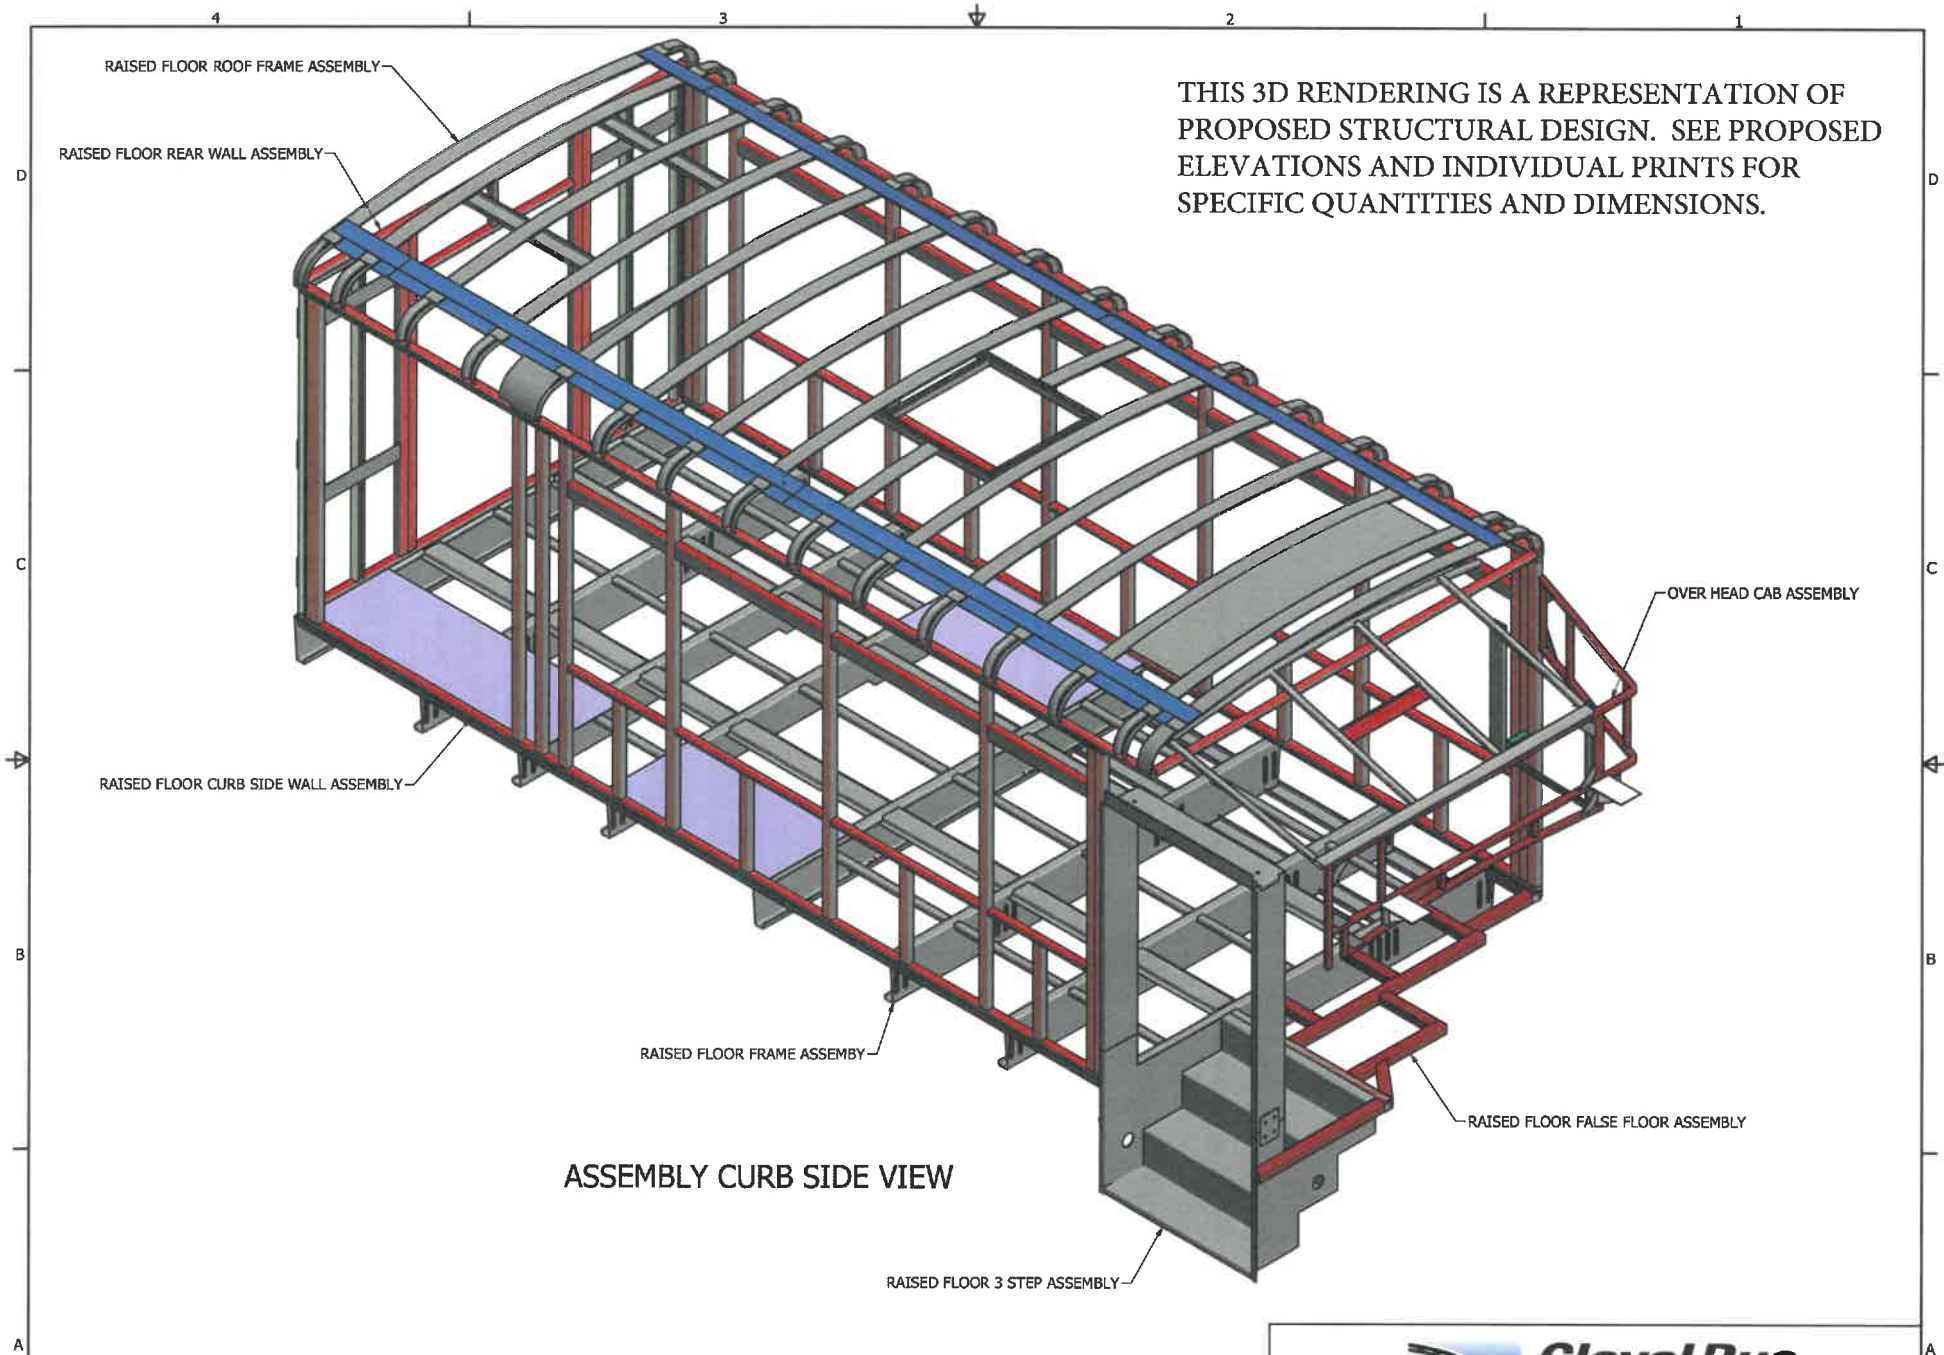 4 3 2 1
RAISED FLOOR ROOF FRAME ASSEMBLY
THIS 3D RENDERING IS A REPRESENTATION OF
PROPOSED STRUCTURAL DESIGN. SEE PROPOSED
ELEVATIONS AND INDIVIDUAL PRINTS FOR
SPECIFIC QUANTITIES AND DIMENSIONS.
RAISED FLOOR REAR WALL ASSEMBLY
D D
C C
OVER HEAD CAB ASSEMBLY
RAISED FLOOR CURB SIDE WALL ASSEMBLY
B B
RAISED FLOOR FRAME ASSEMBY
RAISED FLOOR FALSE FLOOR ASSEMBLY
ASSEMBLY CURB SIDE VIEW
RAISED FLOOR 3 STEP ASSEMBLY
A A